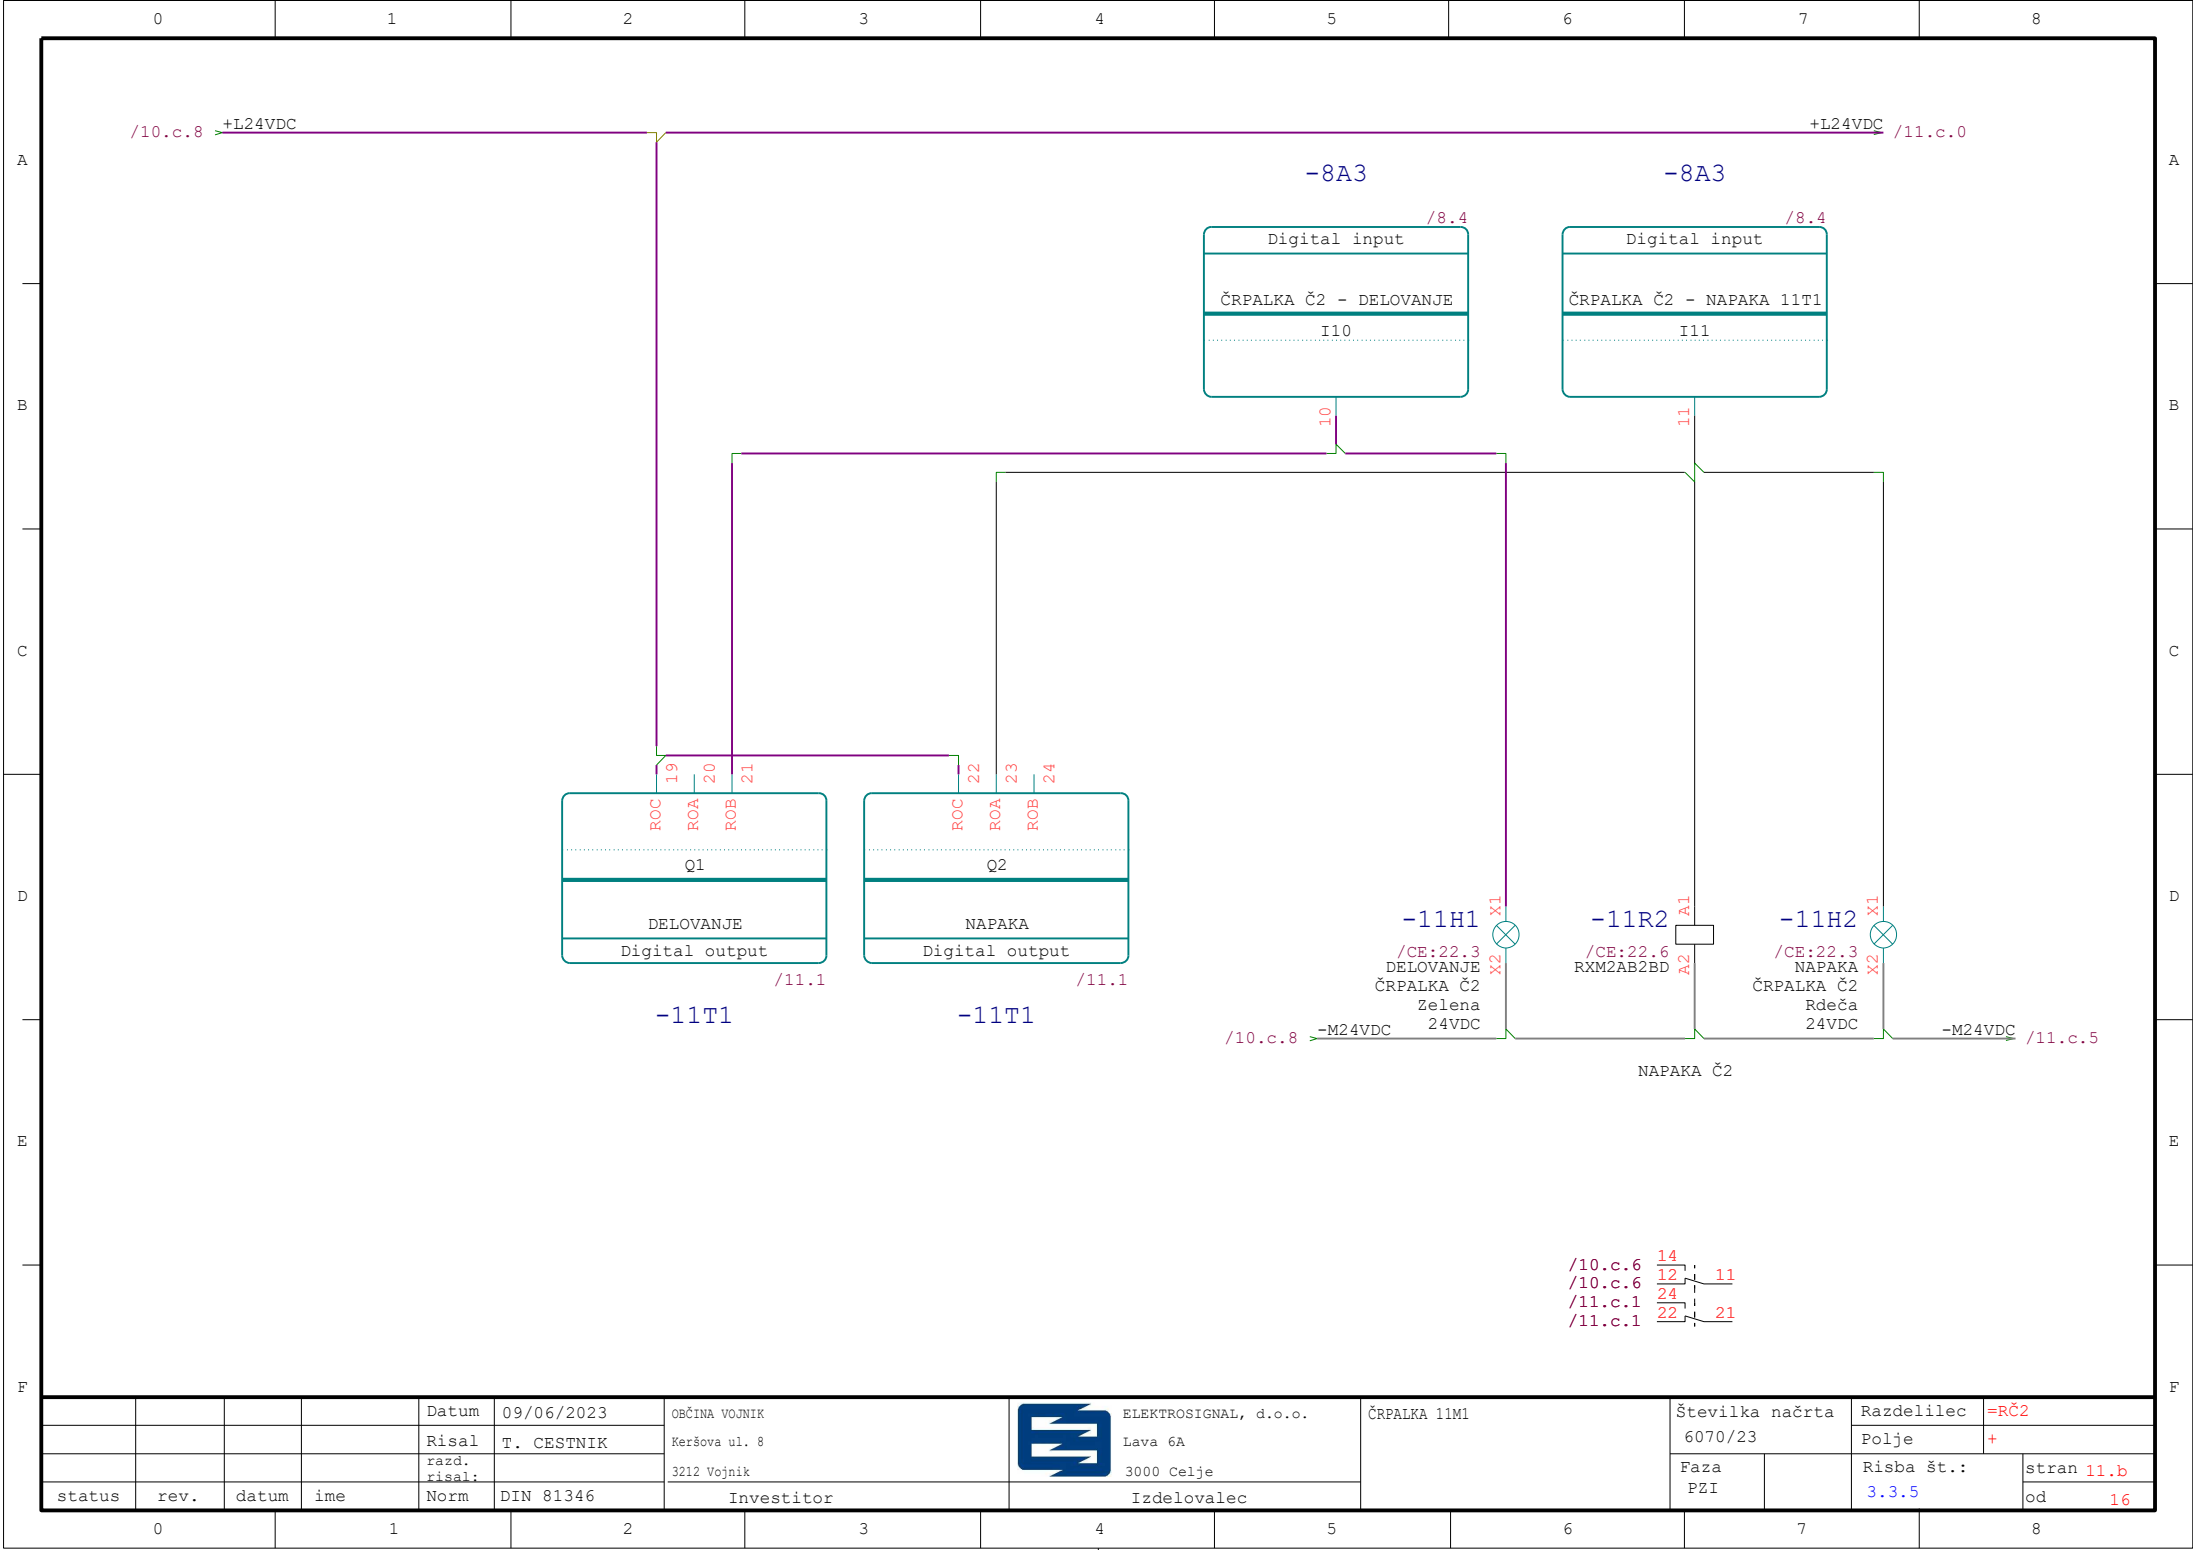 0 1 2 3 4 5 6 7 8
/10.c.8 +L24VDC +L24VDC /11.c.0
A A
-8A3 -8A3
/8.4 /8.4
Digital input Digital input
ČRPALKA Č2 - DELOVANJE ČRPALKA Č2 - NAPAKA 11T1
I10 I11
B B
10 11
C C
19 20 21 22 23 24
ROC ROA ROB ROC ROA ROB
Q1 Q2
D D
DELOVANJE NAPAKA
Digital output Digital output
/11.1 /11.1
-11T1 -11T1
-11H1 X1 -11R2 A1 -11H2 X1
/CE:22.3 /CE:22.6 /CE:22.3
DELOVANJE X2 RXM2AB2BD A2 NAPAKA X2
ČRPALKA Č2 ČRPALKA Č2
Zelena Rdeča
24VDC 24VDC
/10.c.8 -M24VDC -M24VDC /11.c.5
NAPAKA Č2
E E
/10.c.6 14
/10.c.6 12 11
/11.c.1 24
/11.c.1 22 21
F F
Datum 09/06/2023 OBČINA VOJNIK ELEKTROSIGNAL, d.o.o. ČRPALKA 11M1 Številka načrta Razdelilec =RČ2
Risal T. CESTNIK Keršova ul. 8 Lava 6A 6070/23 Polje +
razd. risal: 3212 Vojnik 3000 Celje Faza Risba št.: stran 11.b
status rev. datum ime Norm DIN 81346 Investitor Izdelovalec PZI 3.3.5 od 16
0 1 2 3 4 5 6 7 8